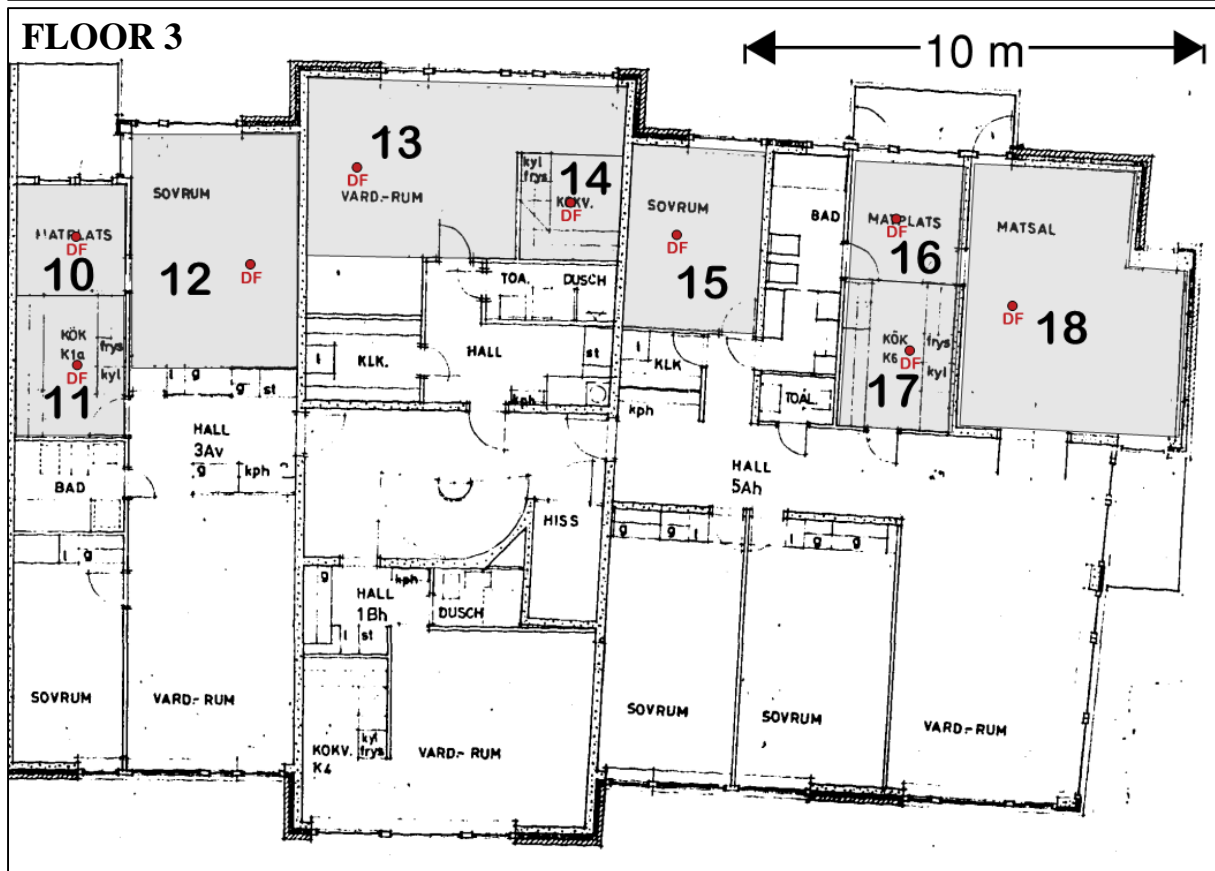 FLOOR 3
10 m
13
kyl
frys
14
DF
VARD.-RUM
KOKV.
DF
SOVRUM
SOVRUM
BAD
MATPLATS
DF
MATSAL
MATPLATS
DF
DF
DF
10
12
15
16
TOA.
DUSCH
DF
18
KÖK
K1a
frys
kyl
DF
11
l
KLK.
HALL
st
kph
l
KLK
kph
TOAL.
KÖK
K6
frys
kyl
DF
17
l
g
g
st
HALL
3Av
g
kph
BAD
HALL
5Ah
HISS
l
g
g
g
l
l
g
g
g
kph
HALL
1Bh
l
st
DUSCH
SOVRUM
VARD.-RUM
KOKV.
K4
kyl
frys
VARD.-RUM
SOVRUM
SOVRUM
VARD.-RUM